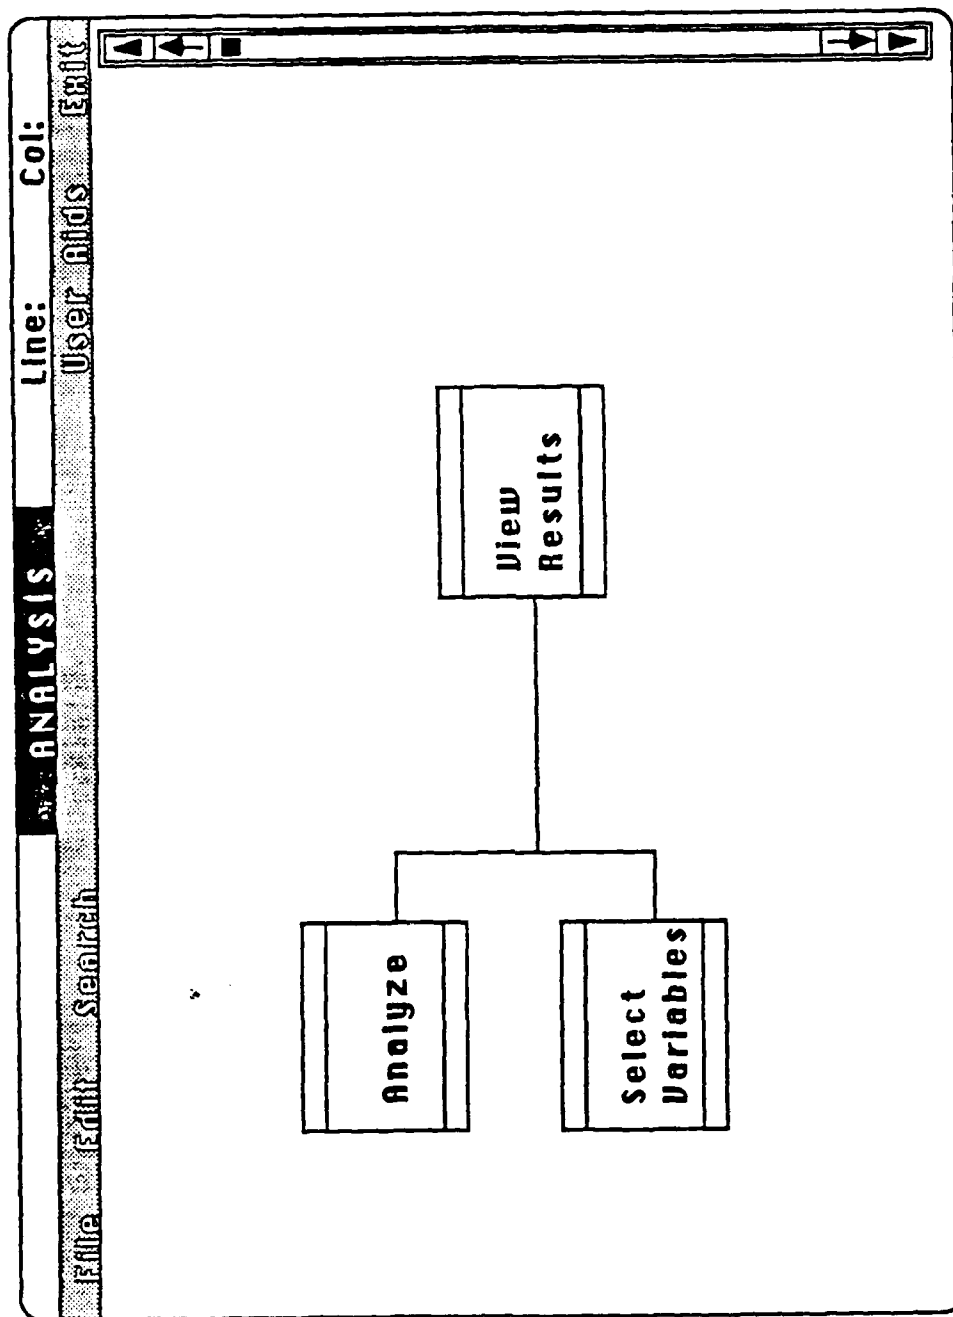 ANALYSIS Line: Col:
File Edit Search User Aids Exit
Analyze
View
Results
Select
Variables